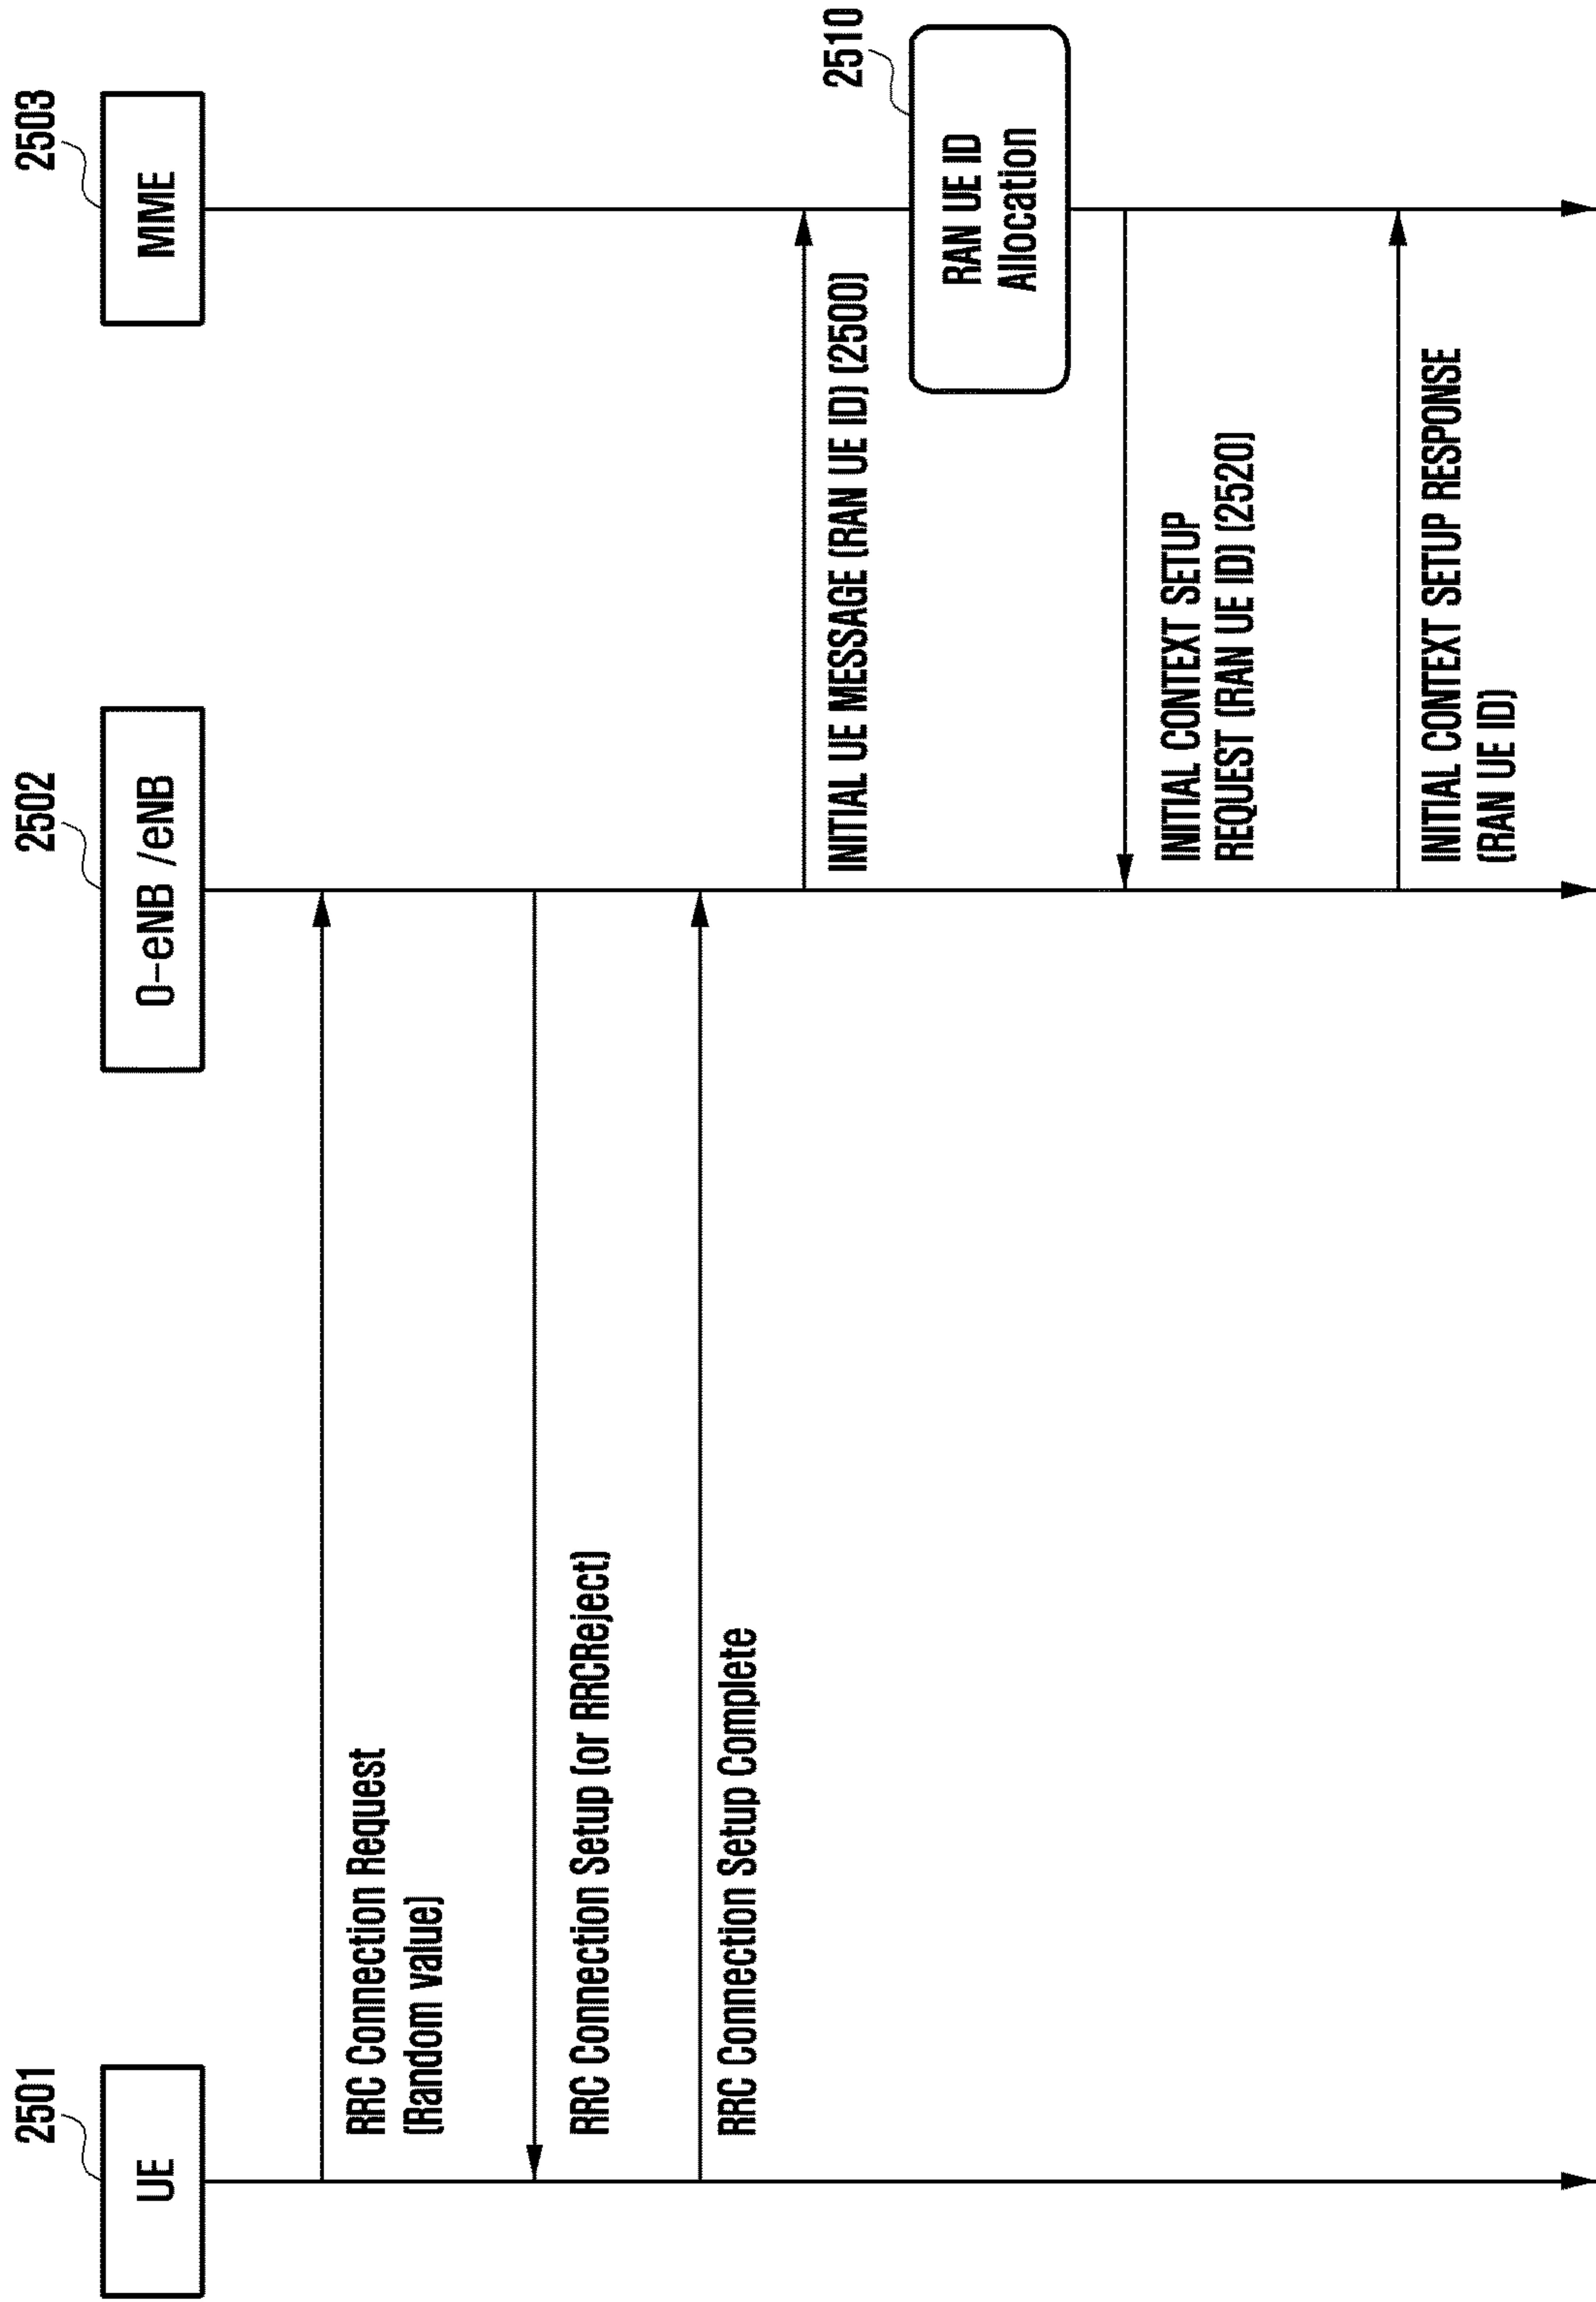 2501
UE
2502
O-eNB /eNB
2503
MME
RRC Connection Request
(Random value)
RRC Connection Setup (or RRCReject)
RRC Connection Setup Complete
INITIAL UE MESSAGE (RAN UE ID) (2500)
2510
RAN UE ID
Allocation
INITIAL CONTEXT SETUP
REQUEST (RAN UE ID) (2520)
INITIAL CONTEXT SETUP RESPONSE
(RAN UE ID)